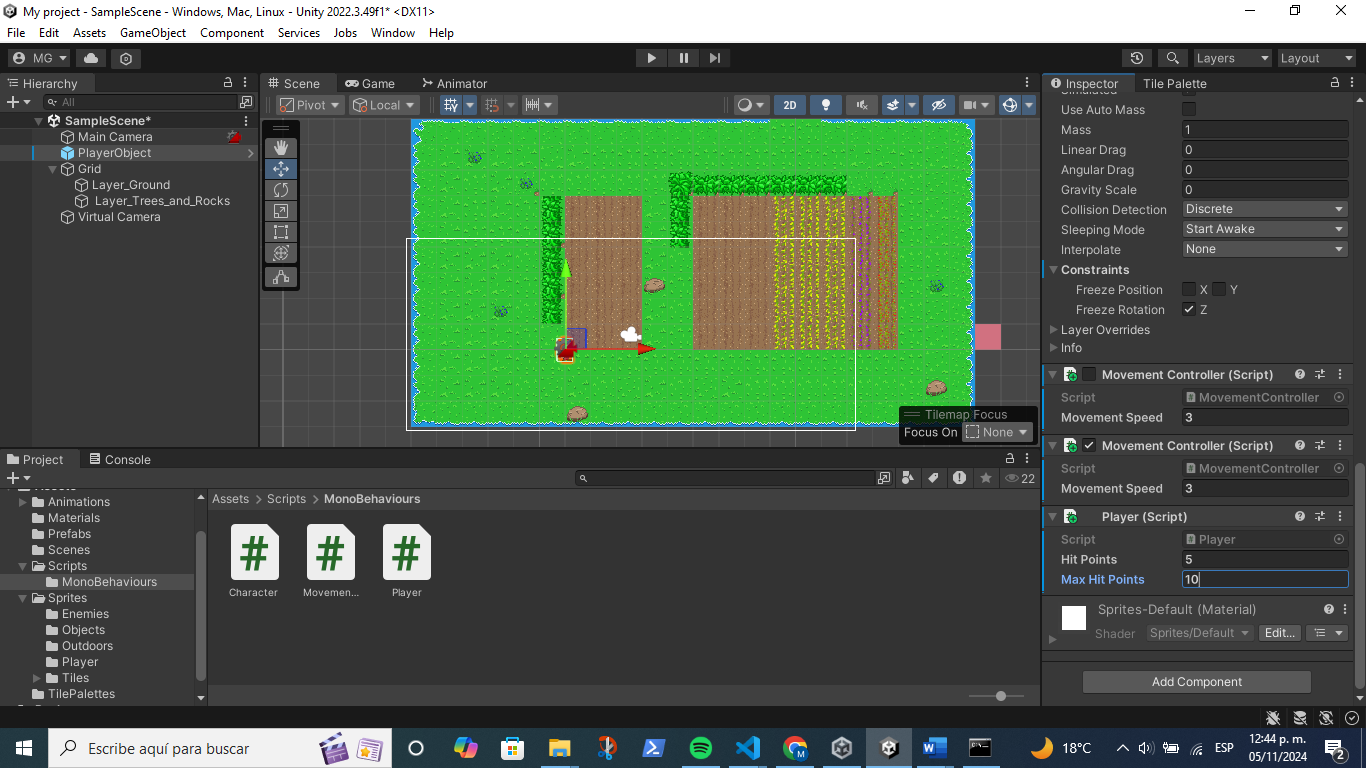 My project - SampleScene - Windows, Mac, Linux - Unity 2022.3.49f1* <DX11>
File Edit Assets GameObject Component Services Jobs Window Help
MG Layers Layout
Hierarchy
All
SampleScene*
Main Camera
PlayerObject
Grid
Layer_Ground
Layer_Trees_and_Rocks
Virtual Camera
Scene Game Animator
Pivot Local 2D
Tilemap Focus
Focus On None
Inspector Tile Palette
Use Auto Mass
Mass 1
Linear Drag 0
Angular Drag 0
Gravity Scale 0
Collision Detection Discrete
Sleeping Mode Start Awake
Interpolate None
Constraints
Freeze Position X Y
Freeze Rotation Z
Layer Overrides
Info
Movement Controller (Script)
Script # MovementController
Movement Speed 3
Movement Controller (Script)
Script # MovementController
Movement Speed 3
Player (Script)
Script # Player
Hit Points 5
Max Hit Points 10
Sprites-Default (Material)
Shader Sprites/Default Edit...
Add Component
Project Console
22
Animations
Materials
Prefabs
Scenes
Scripts
MonoBehaviours
Sprites
Enemies
Objects
Outdoors
Player
Tiles
TilePalettes
Assets > Scripts > MonoBehaviours
# # #
Character Movemen... Player
Escribe aquí para buscar
18°C ESP
12:44 p. m.
05/11/2024
2